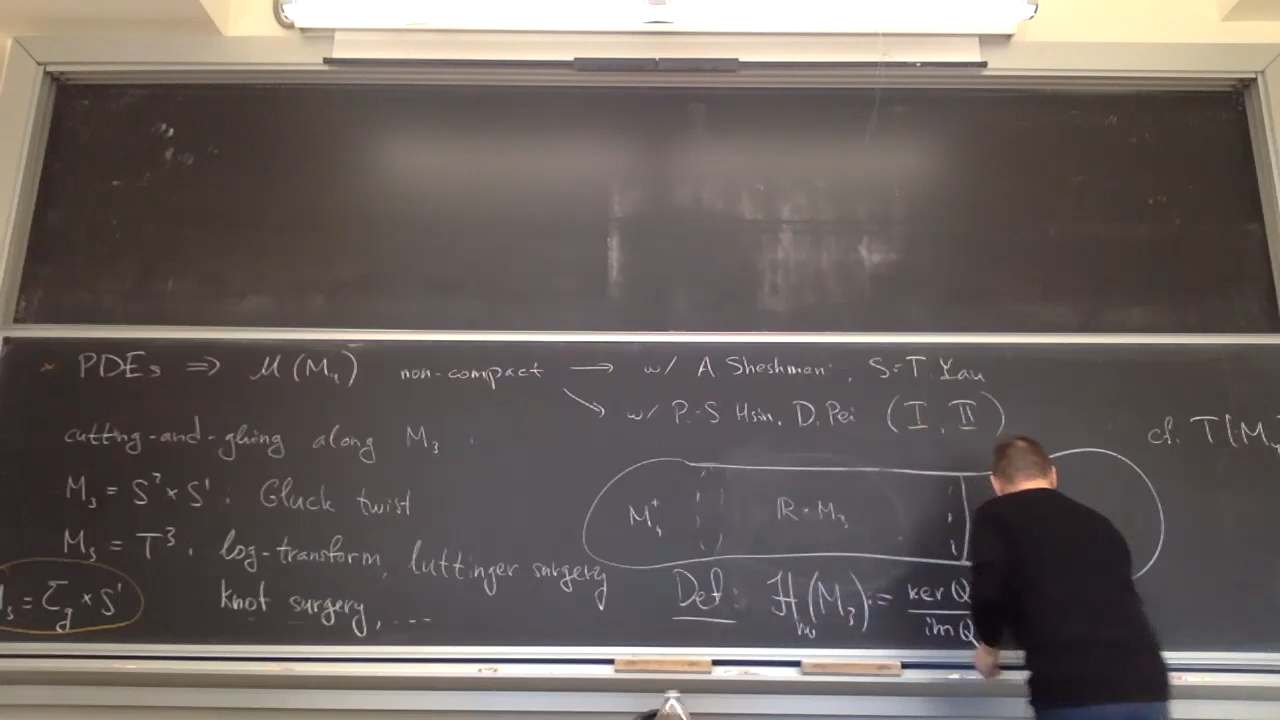 * PDEs ⇒ M(M₄) non-compact → w/ A Sheshmani, S.-T. Yau
↘ w/ P.-S Hsin, D. Pei (I, II)
cutting-and-gluing along M₃.
cf. T[M₄
M₃ = S² × S¹. Gluck twist
M₄⁺ ℝ × M₃
M₃ = T³. log-transform, luttinger surgery
knot surgery, ...
M₃ = Σ_g × S¹
Def: H_{tw}(M₃) := ker Q / im Q